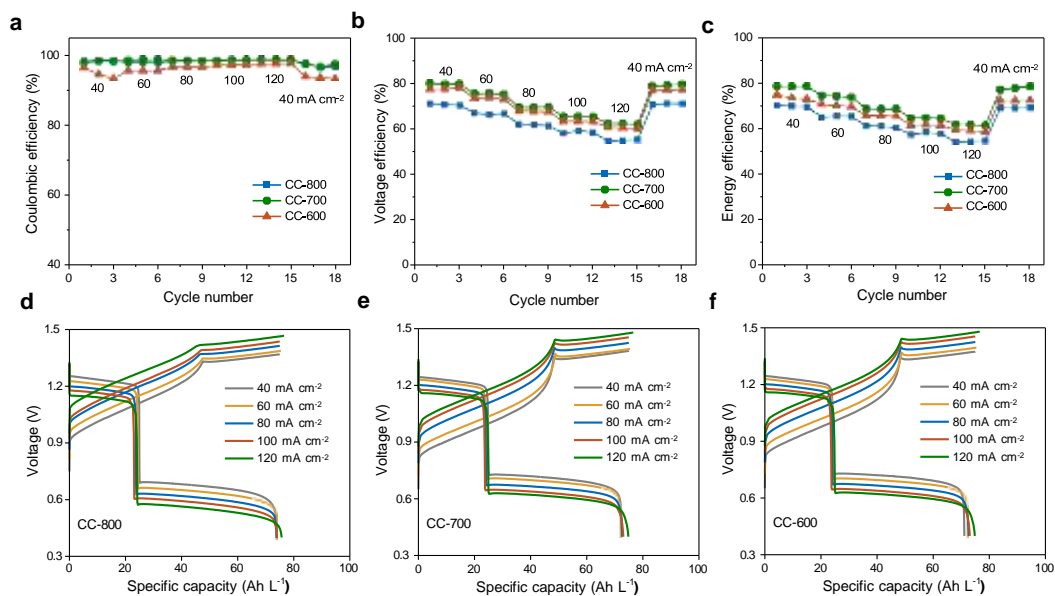 a
Coulombic efficiency (%)
100
80
60
40
40
60
80
100
120
40 mA cm-2
CC-800
CC-700
CC-600
0 3 6 9 12 15 18
Cycle number
b
Voltage efficiency (%)
100
80
60
40
20
0
40
60
80
100
120
40 mA cm-2
CC-800
CC-700
CC-600
0 3 6 9 12 15 18
Cycle number
c
Energy efficiency (%)
100
80
60
40
20
0
40
60
80
100
120
40 mA cm-2
CC-800
CC-700
CC-600
0 3 6 9 12 15 18
Cycle number
d
Voltage (V)
1.5
1.2
0.9
0.6
0.3
40 mA cm-2
60 mA cm-2
80 mA cm-2
100 mA cm-2
120 mA cm-2
CC-800
0 20 40 60 80 100
Specific capacity (Ah L-1)
e
Voltage (V)
1.5
1.2
0.9
0.6
0.3
40 mA cm-2
60 mA cm-2
80 mA cm-2
100 mA cm-2
120 mA cm-2
CC-700
0 20 40 60 80 100
Specific capacity (Ah L-1)
f
Voltage (V)
1.5
1.2
0.9
0.6
0.3
40 mA cm-2
60 mA cm-2
80 mA cm-2
100 mA cm-2
120 mA cm-2
CC-600
0 20 40 60 80 100
Specific capacity (Ah L-1)